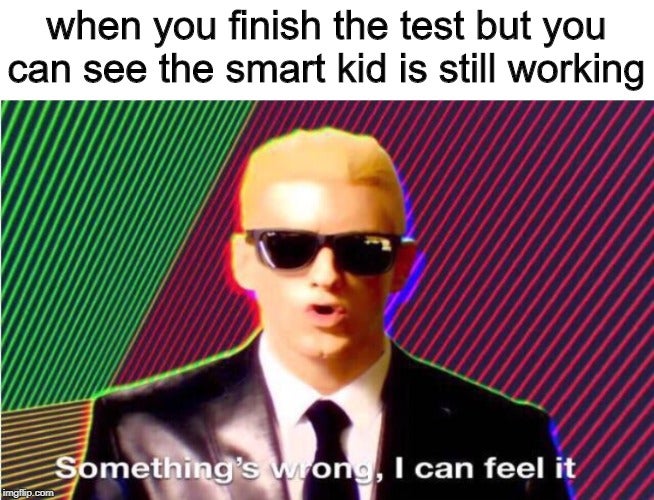 when you finish the test but you
can see the smart kid is still working
Something's wrong, I can feel it
imgflip.com